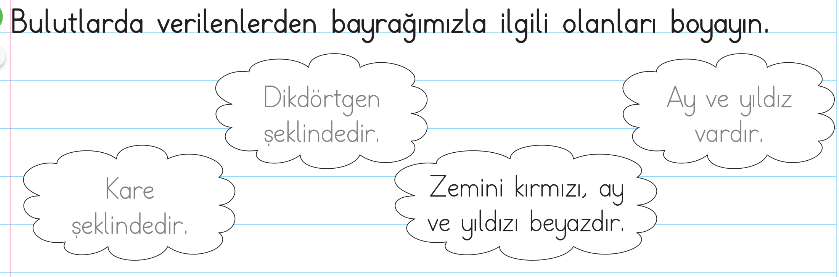 Bulutlarda verilenlerden bayrağımızla ilgili olanları boyayın.
Dikdörtgen
şeklindedir.
Ay ve yıldız
vardır.
Kare
şeklindedir.
Zemini kırmızı, ay
ve yıldızı beyazdır.